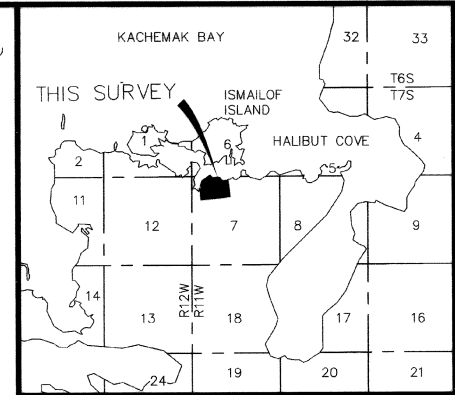 KACHEMAK BAY
32
33
T6S
T7S
THIS SURVEY
ISMAILOF
ISLAND
1
6
HALIBUT COVE
4
2
5
11
12
7
8
9
R12W
R11W
14
13
18
17
16
24
19
20
21